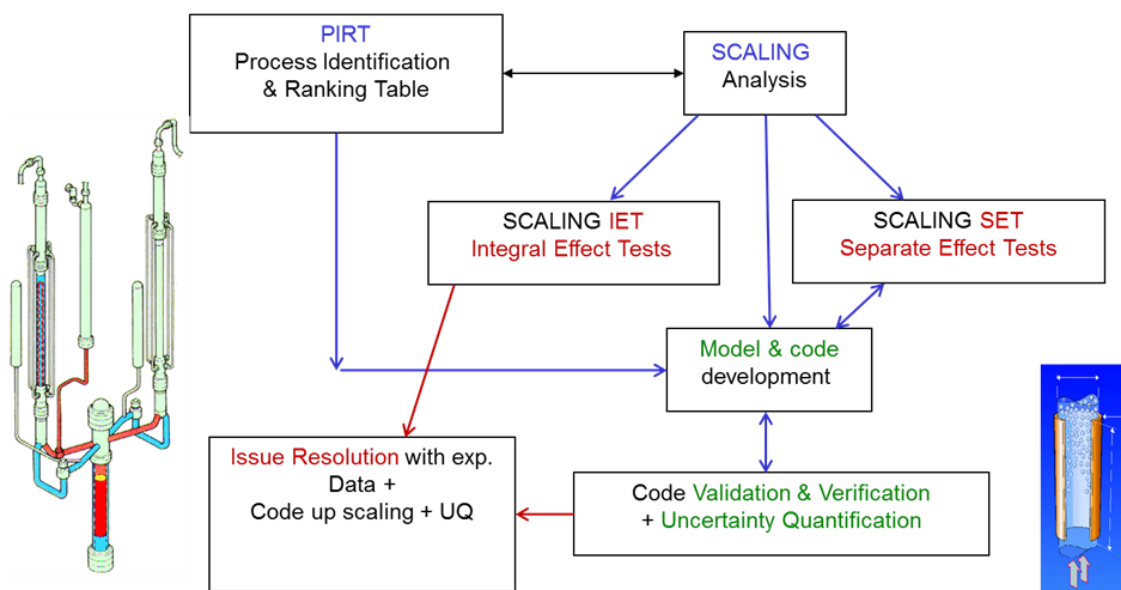 PIRT
Process Identification
& Ranking Table
SCALING
Analysis
SCALING IET
Integral Effect Tests
SCALING SET
Separate Effect Tests
Model & code
development
Issue Resolution with exp.
Data +
Code up scaling + UQ
Code Validation & Verification
+ Uncertainty Quantification